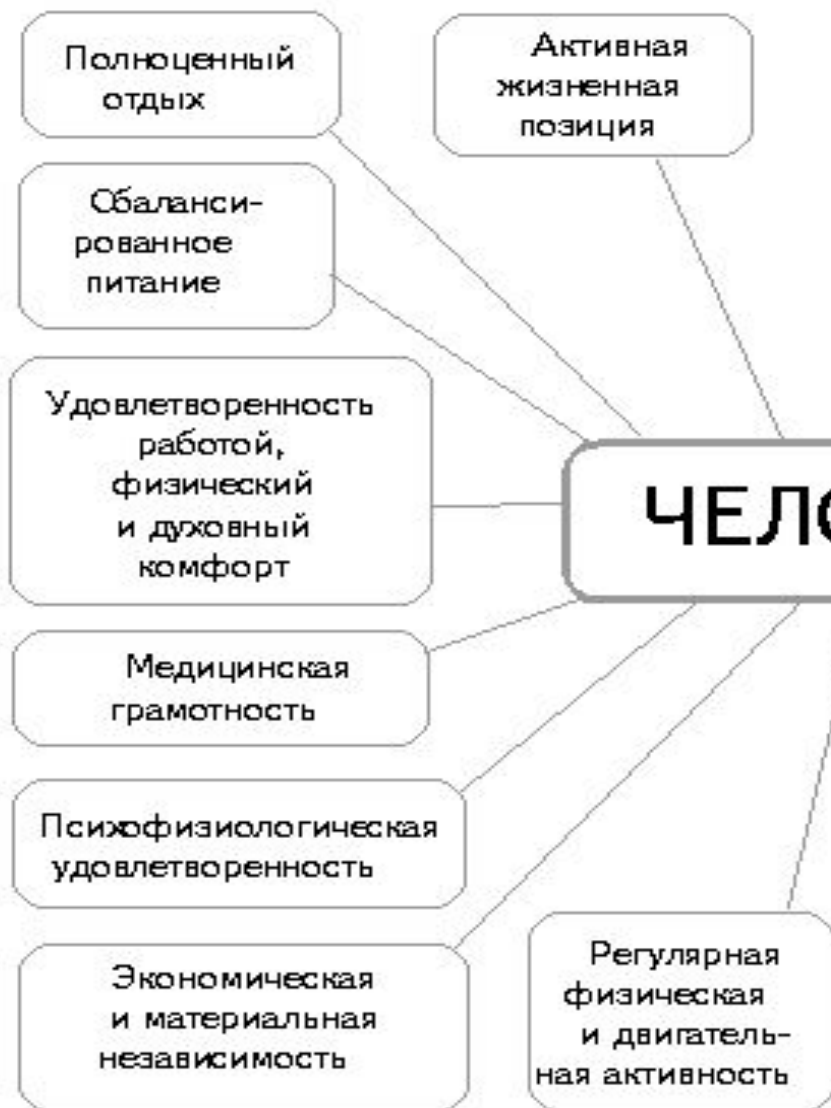 Полноценный
отдых
Активная
жизненная
позиция
Сбаланси-
рованное
питание
Удовлетворенность
работой,
физический
и духовный
комфорт
ЧЕЛО
Медицинская
грамотность
Психофизиологическая
удовлетворенность
Экономическая
и материальная
независимость
Регулярная
физическая
и двигатель-
ная активность